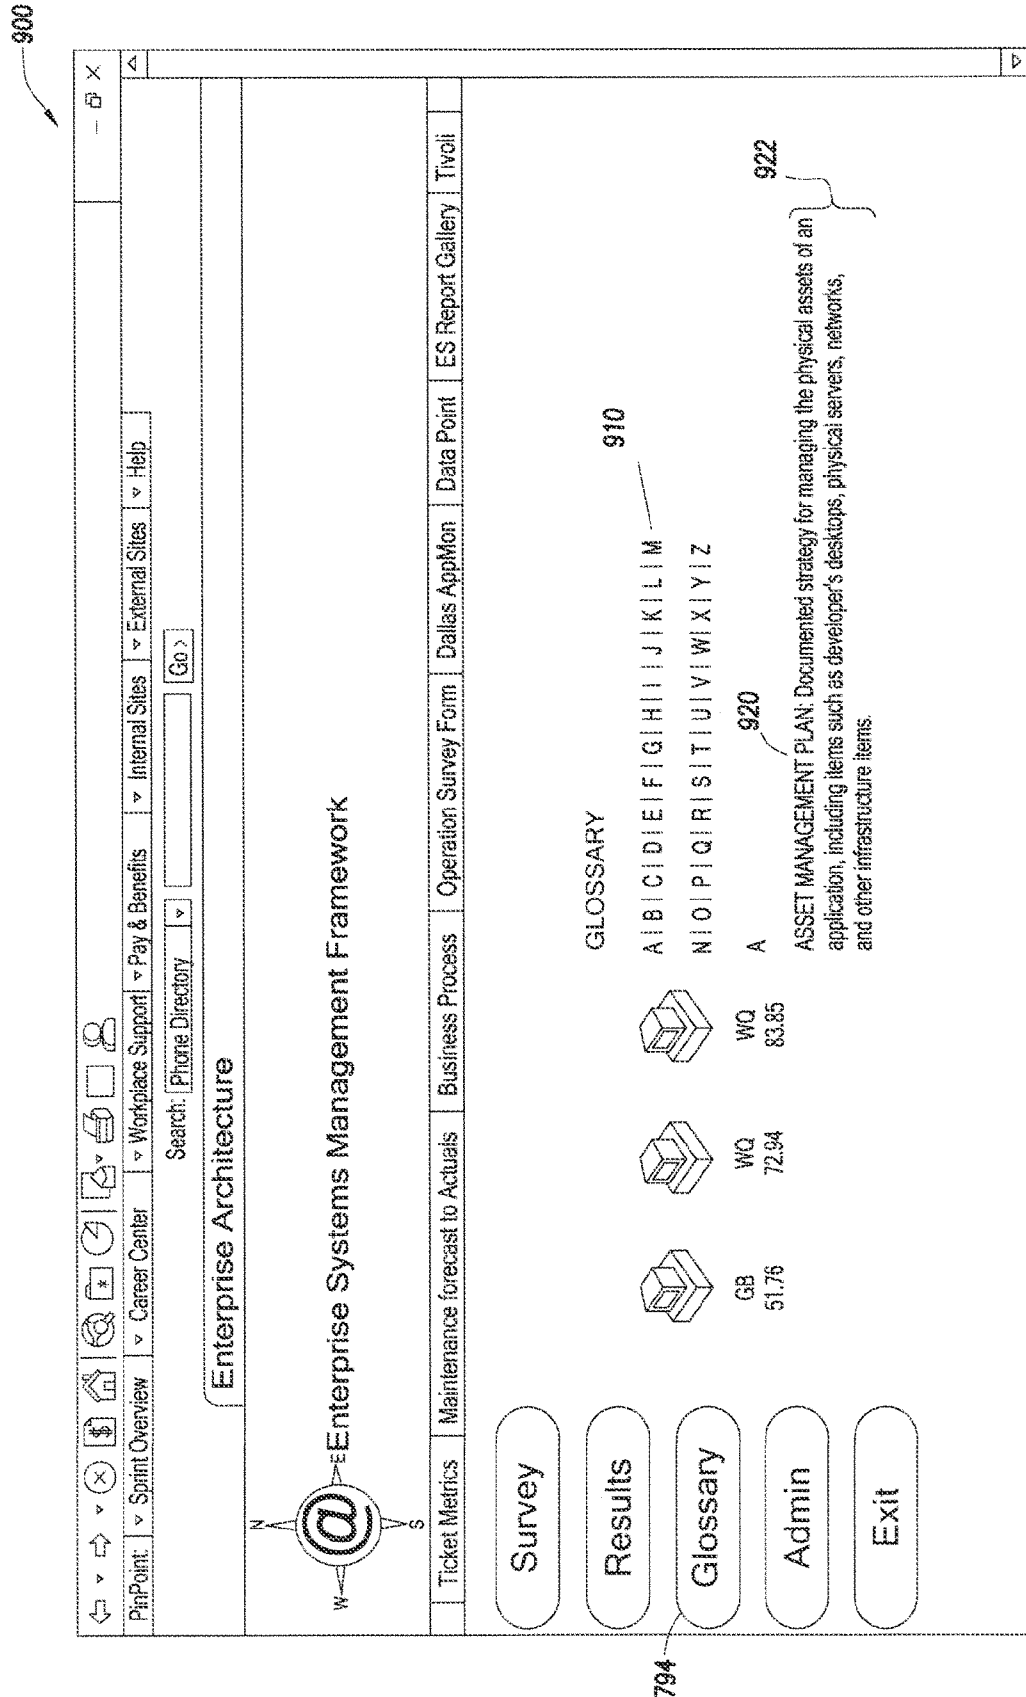 900
PinPoint: Sprint Overview Career Center Workplace Support Pay & Benefits Internal Sites External Sites Help
Search: Phone Directory Go >
Enterprise Architecture
N
W E Enterprise Systems Management Framework
@
S
Ticket Metrics | Maintenance forecast to Actuals | Business Process | Operation Survey Form | Dallas AppMon | Data Point | ES Report Gallery | Tivoli
Survey
Results
Glossary
Admin
Exit
794
GB
51.76
WQ
72.94
WQ
83.85
GLOSSARY
A | B | C | D | E | F | G | H | I | J | K | L | M
910
N | O | P | Q | R | S | T | U | V | W | X | Y | Z
A
920
922
ASSET MANAGEMENT PLAN: Documented strategy for managing the physical assets of an
application, including items such as developer's desktops, physical servers, networks,
and other infrastructure items.